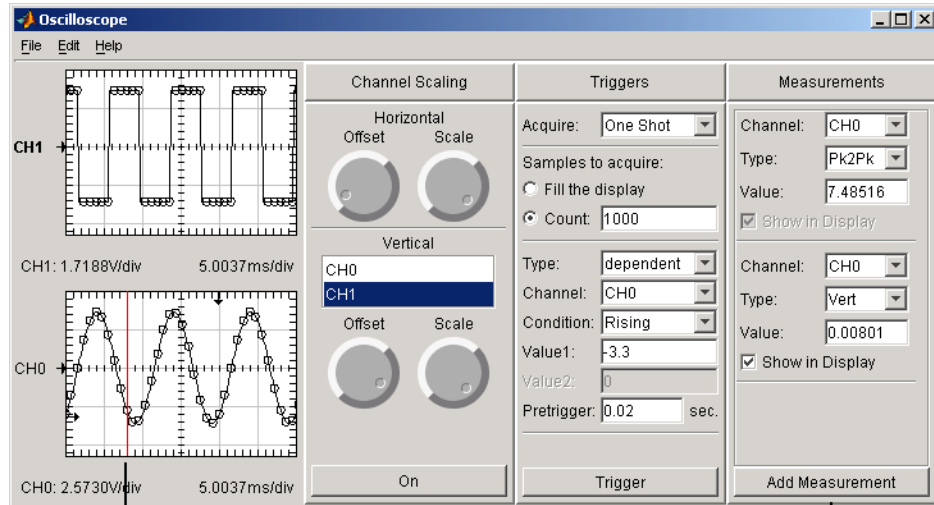 Oscilloscope
File Edit Help
CH1
CH1: 1.7188V/div 5.0037ms/div
CH0
CH0: 2.5730V/div 5.0037ms/div
Channel Scaling
Horizontal
Offset Scale
Vertical
CH0
CH1
Offset Scale
On
Triggers
Acquire: One Shot
Samples to acquire:
Fill the display
Count: 1000
Type: dependent
Channel: CH0
Condition: Rising
Value1: -3.3
Value2: 0
Pretrigger: 0.02 sec.
Trigger
Measurements
Channel: CH0
Type: Pk2Pk
Value: 7.48516
Show in Display
Channel: CH0
Type: Vert
Value: 0.00801
Show in Display
Add Measurement